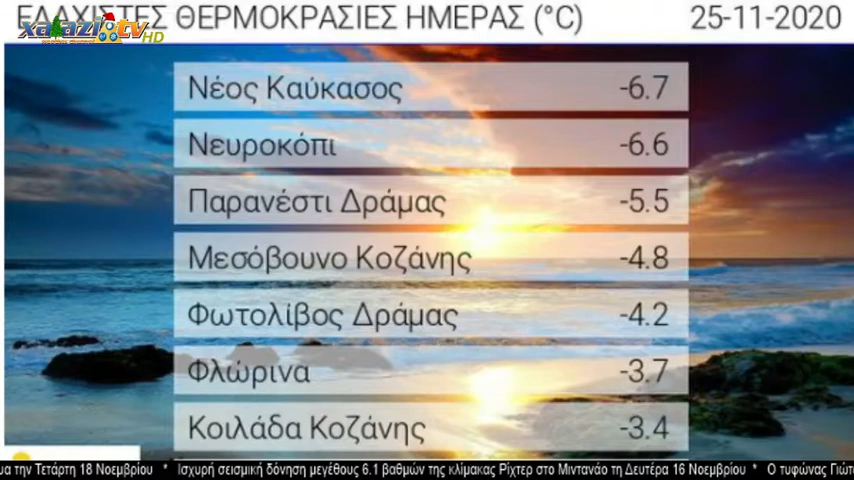 ΕΛΑΧΙΣΤΕΣ ΘΕΡΜΟΚΡΑΣΙΕΣ ΗΜΕΡΑΣ (°C) 25-11-2020
xalazi tv HD
Νέος Καύκασος -6.7
Νευροκόπι -6.6
Παρανέστι Δράμας -5.5
Μεσόβουνο Κοζάνης -4.8
Φωτολίβος Δράμας -4.2
Φλώρινα -3.7
Κοιλάδα Κοζάνης -3.4
μα την Τετάρτη 18 Νοεμβρίου * Ισχυρή σεισμική δόνηση μεγέθους 6.1 βαθμών της κλίμακας Ρίχτερ στο Μιντανάο τη Δευτέρα 16 Νοεμβρίου * Ο τυφώνας Γιώτ